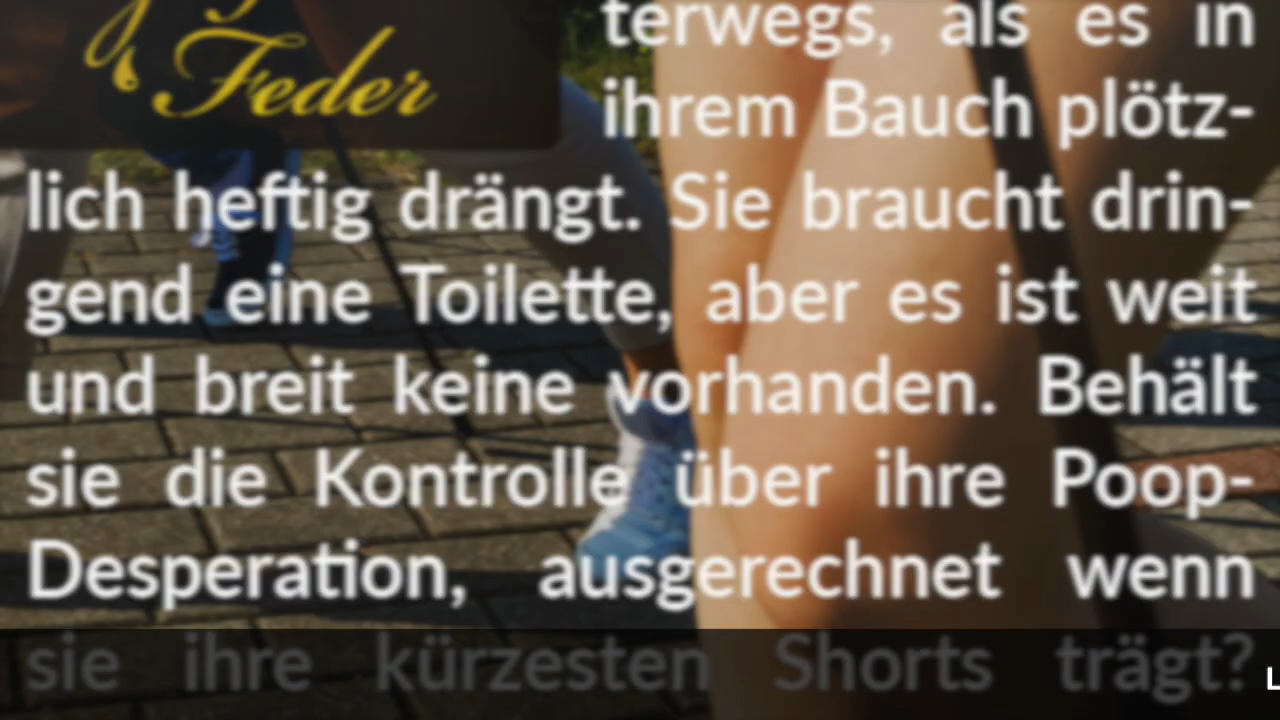 Feder
terwegs, als es in
ihrem Bauch plötz-
lich heftig drängt. Sie braucht drin-
gend eine Toilette, aber es ist weit
und breit keine vorhanden. Behält
sie die Kontrolle über ihre Poop-
Desperation, ausgerechnet wenn
sie ihre kürzesten Shorts trägt?